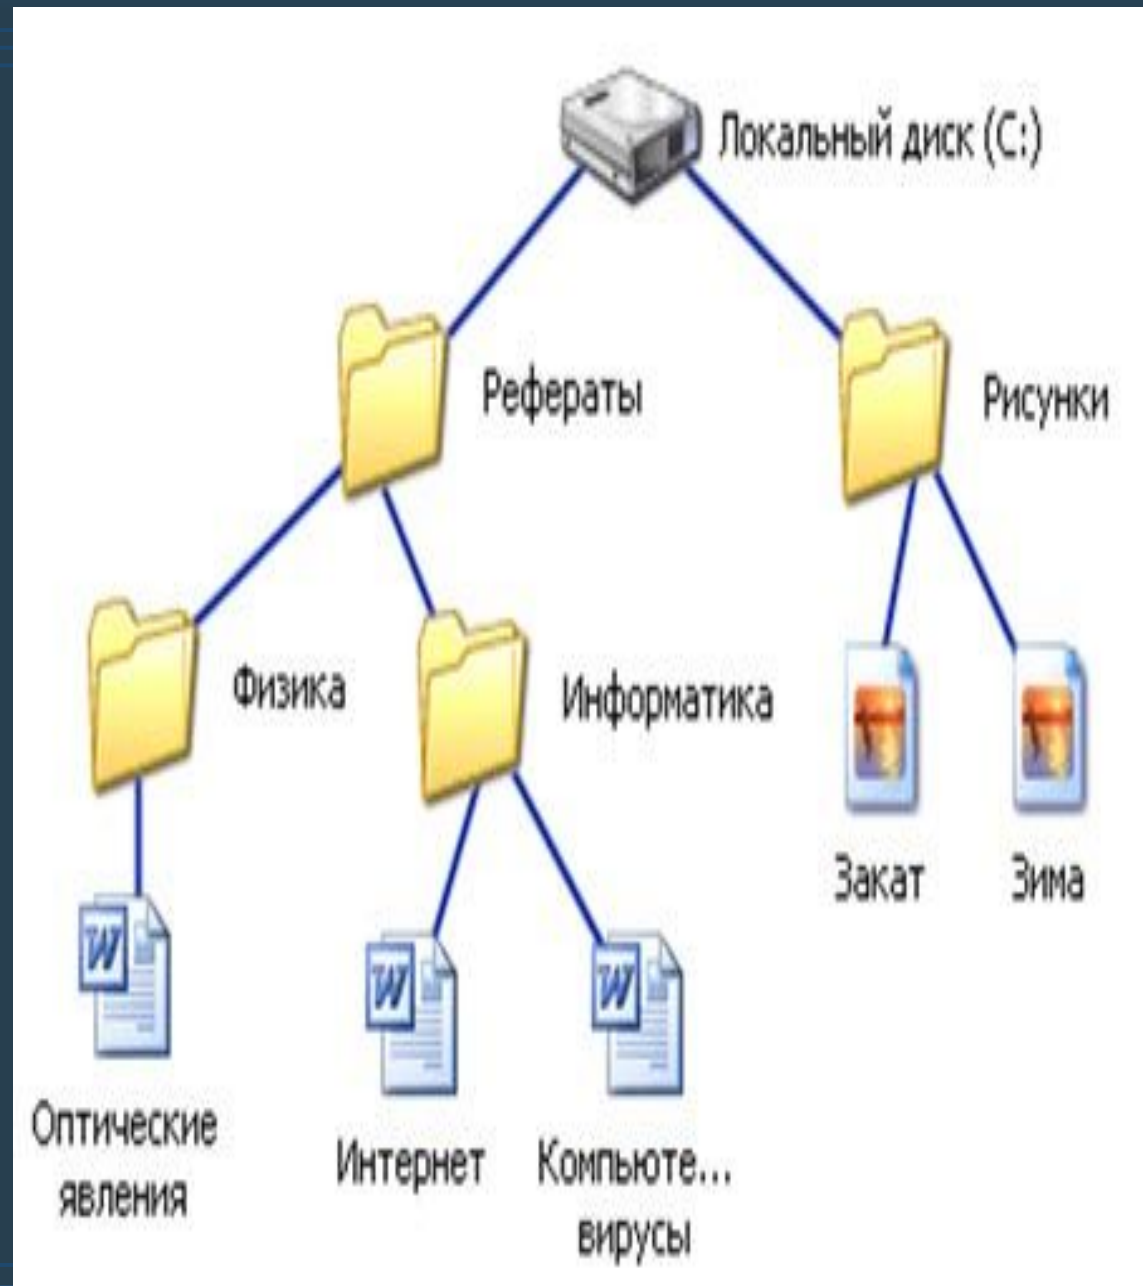 Локальный диск (C:)
Рефераты
Рисунки
Физика
Информатика
Закат
Зима
Оптические
явления
Интернет
Компьюте...
вирусы